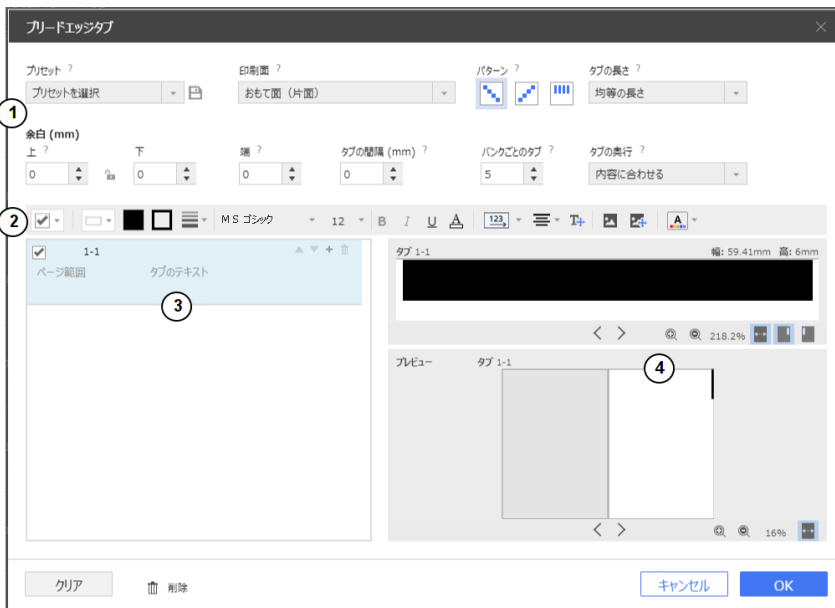 ブリードエッジタブ
プリセット ? 印刷面 ? パターン ? タブの長さ ?
プリセットを選択 おもて面（片面） 均等の長さ
1
余白 (mm)
上 ? 下 端 ? タブの間隔 (mm) ? バンクごとのタブ ? タブの奥行 ?
0 0 0 0 5 内容に合わせる
2 MS ゴシック 12 B I U A 123 T A
1-1
ページ範囲 タブのテキスト
3
タブ 1-1 幅: 59.41mm 高: 6mm
218.2%
プレビュー タブ 1-1
4
16%
クリア 削除 キャンセル OK